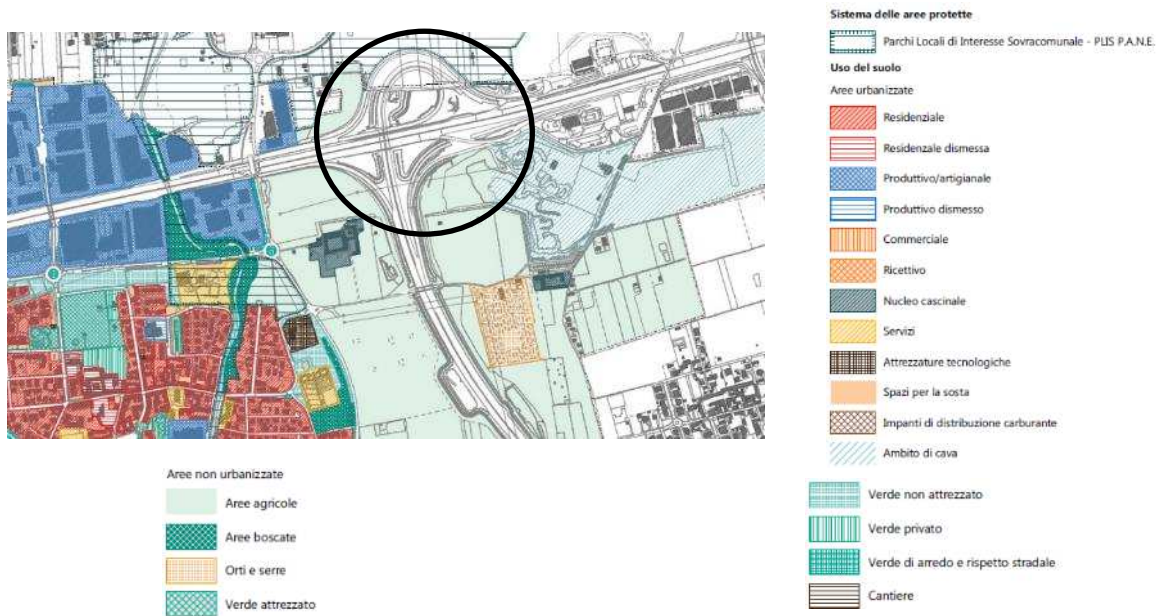 Sistema delle aree protette
Parchi Locali di Interesse Sovracomunale - PLIS P.A.N.E.
Uso del suolo
Aree urbanizzate
Residenziale
Residenzale dismessa
Produttivo/artigianale
Produttivo dismesso
Commerciale
Ricettivo
Nucleo cascinale
Servizi
Attrezzature tecnologiche
Spazi per la sosta
Impianti di distribuzione carburante
Ambito di cava
Verde non attrezzato
Verde privato
Verde di arredo e rispetto stradale
Cantiere
Aree non urbanizzate
Aree agricole
Aree boscate
Orti e serre
Verde attrezzato